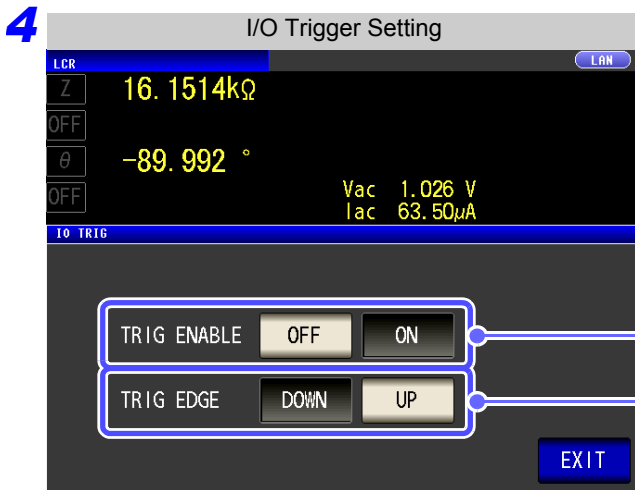 4
I/O Trigger Setting
LCR
LAN
Z 16.1514kΩ
OFF
θ -89.992 °
OFF
Vac 1.026 V
Iac 63.50μA
IO TRIG
TRIG ENABLE OFF ON
TRIG EDGE DOWN UP
EXIT